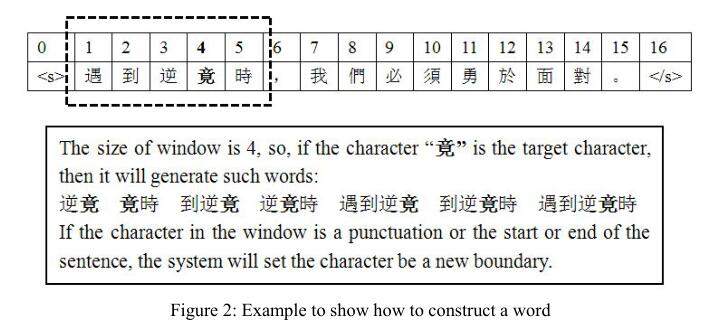 0 1 2 3 4 5 6 7 8 9 10 11 12 13 14 15 16
<s> 遇 到 逆 竟 時 , 我 們 必 須 勇 於 面 對 。 </s>
The size of window is 4, so, if the character “竟” is the target character,
then it will generate such words:
逆竟 竟時 到逆竟 逆竟時 遇到逆竟 到逆竟時 遇到逆竟時
If the character in the window is a punctuation or the start or end of the
sentence, the system will set the character be a new boundary.
Figure 2: Example to show how to construct a word